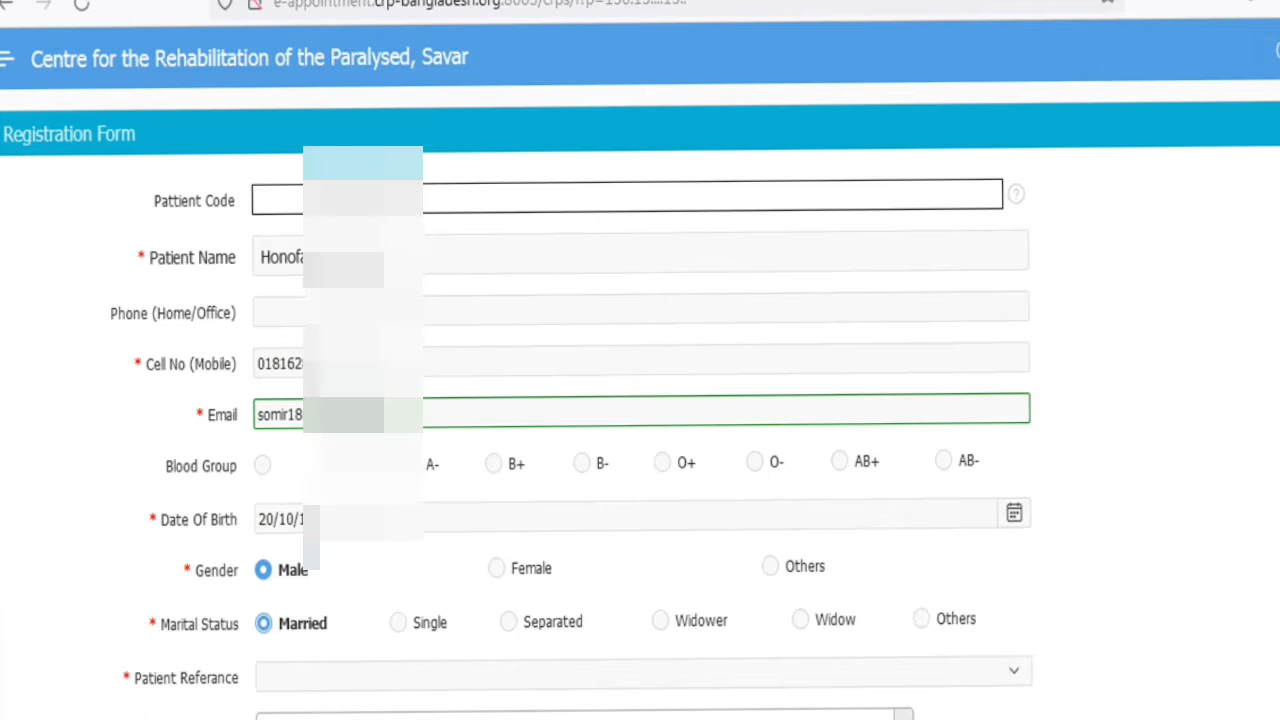 Centre for the Rehabilitation of the Paralysed, Savar
Registration Form
Pattient Code
* Patient Name
Phone (Home/Office)
* Cell No (Mobile) 01816
* Email somir18
Blood Group A- B+ B- O+ O- AB+ AB-
* Date Of Birth 20/10/1
* Gender Male Female Others
* Marital Status Married Single Separated Widower Widow Others
* Patient Referance